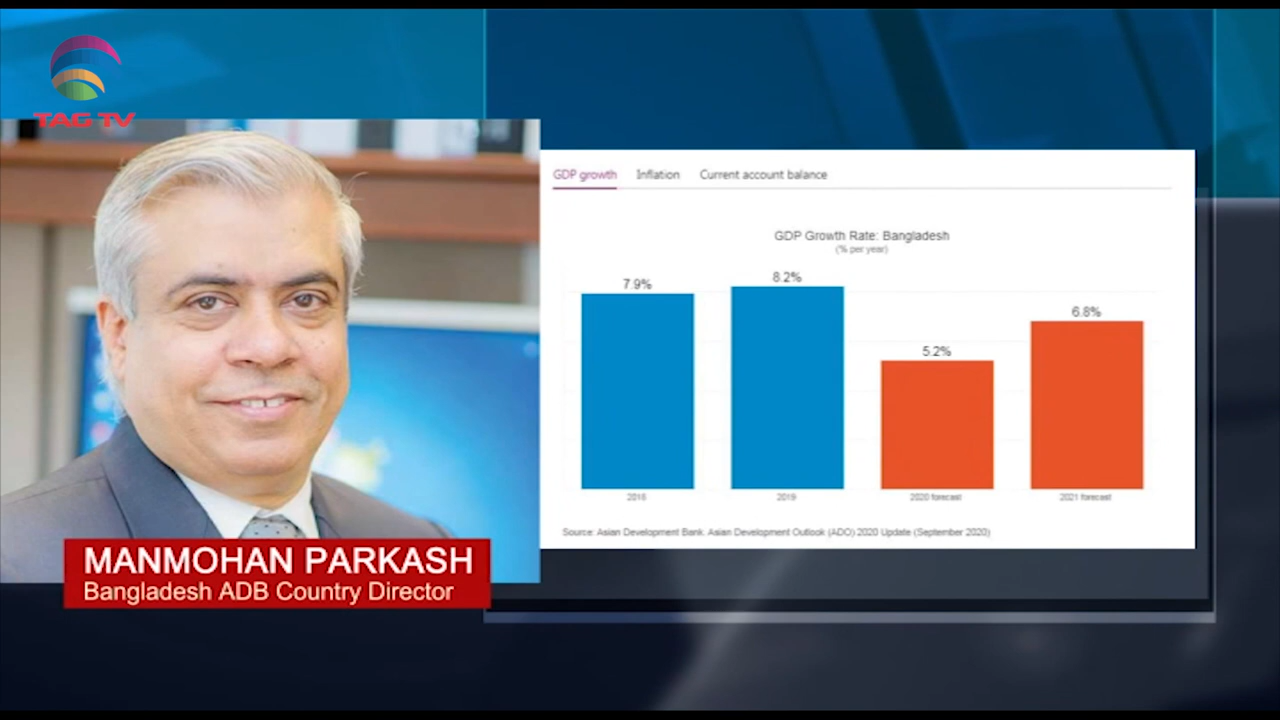 TAG TV
GDP growth Inflation Current account balance
GDP Growth Rate: Bangladesh
(% per year)
7.9%
8.2%
5.2%
6.8%
2018
2019
2020 forecast
2021 forecast
Source: Asian Development Bank. Asian Development Outlook (ADO) 2020 Update (September 2020)
MANMOHAN PARKASH
Bangladesh ADB Country Director